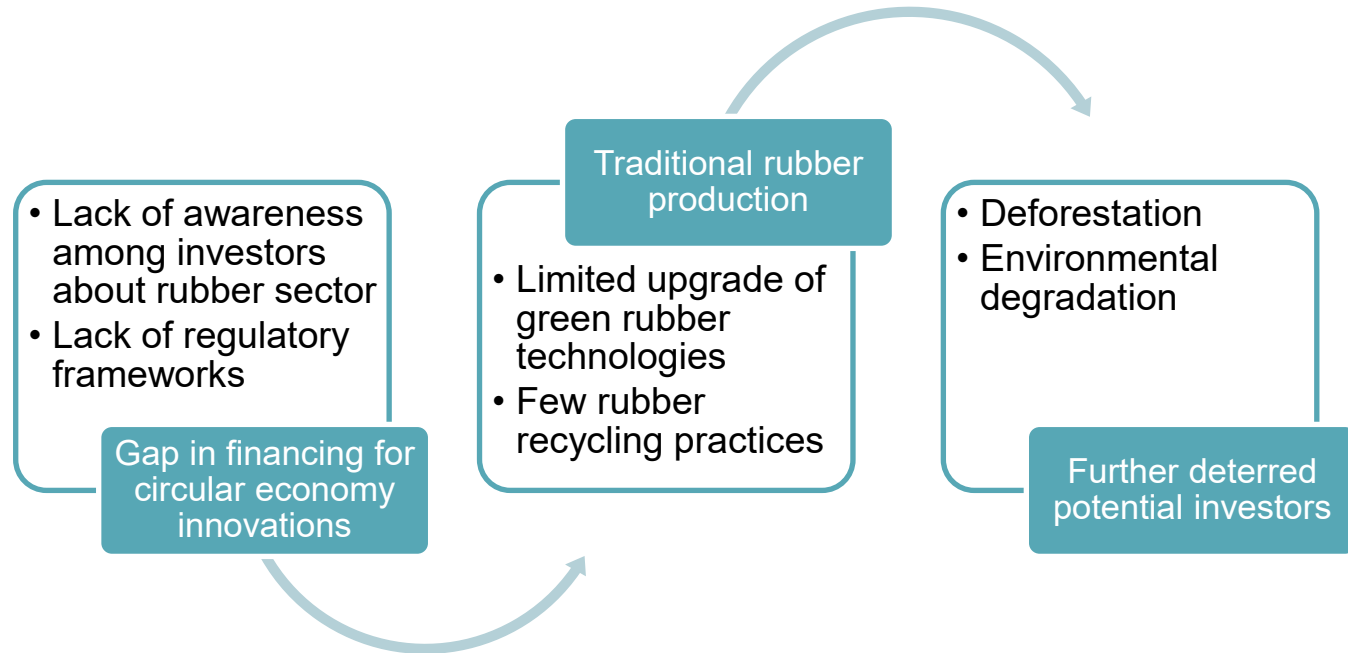 • Lack of awareness
among investors
about rubber sector
• Lack of regulatory
frameworks
Gap in financing for
circular economy
innovations
Traditional rubber
production
• Limited upgrade of
green rubber
technologies
• Few rubber
recycling practices
• Deforestation
• Environmental
degradation
Further deterred
potential investors